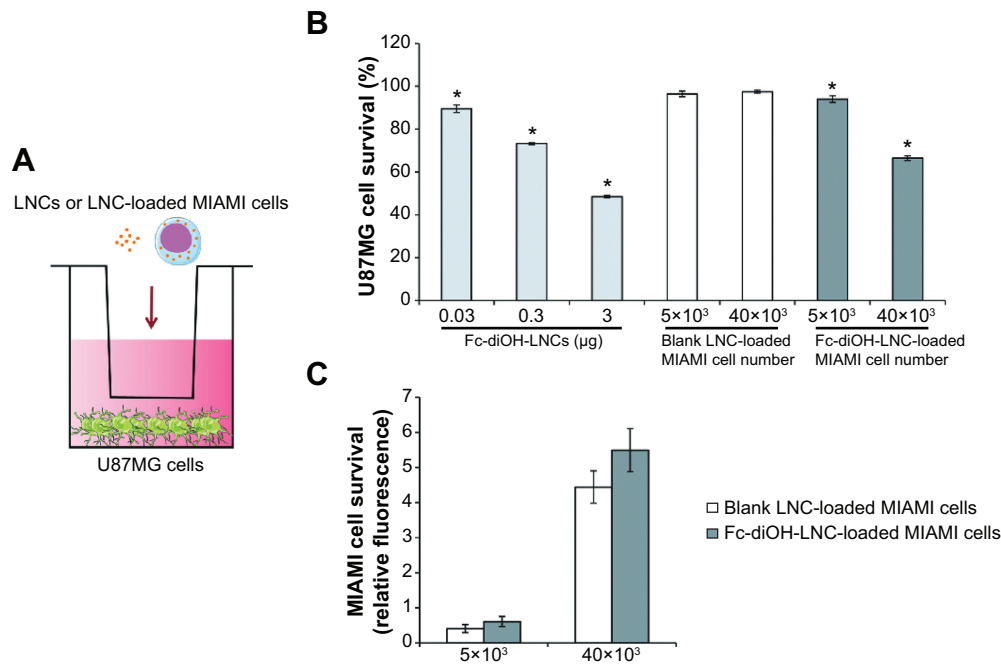 A
LNCs or LNC-loaded MIAMI cells
U87MG cells
B
U87MG cell survival (%)
120
100
80
60
40
20
0
*
*
*
*
*
0.03
0.3
3
5×10³
40×10³
5×10³
40×10³
Fc-diOH-LNCs (µg)
Blank LNC-loaded
MIAMI cell number
Fc-diOH-LNC-loaded
MIAMI cell number
C
MIAMI cell survival
(relative fluorescence)
7
6
5
4
3
2
1
0
5×10³
40×10³
Blank LNC-loaded MIAMI cells
Fc-diOH-LNC-loaded MIAMI cells